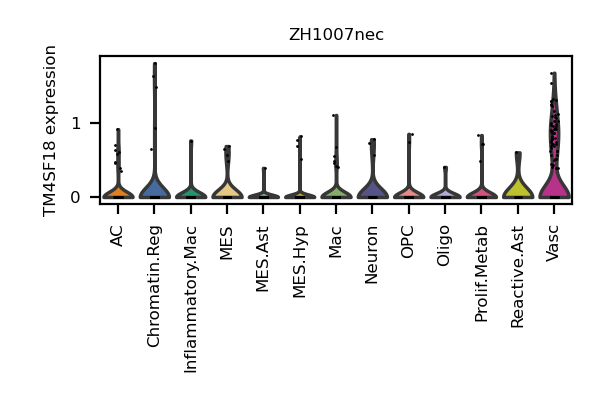 ZH1007nec
TM4SF18 expression
1
0
AC
Chromatin.Reg
Inflammatory.Mac
MES
MES.Ast
MES.Hyp
Mac
Neuron
OPC
Oligo
Prolif.Metab
Reactive.Ast
Vasc